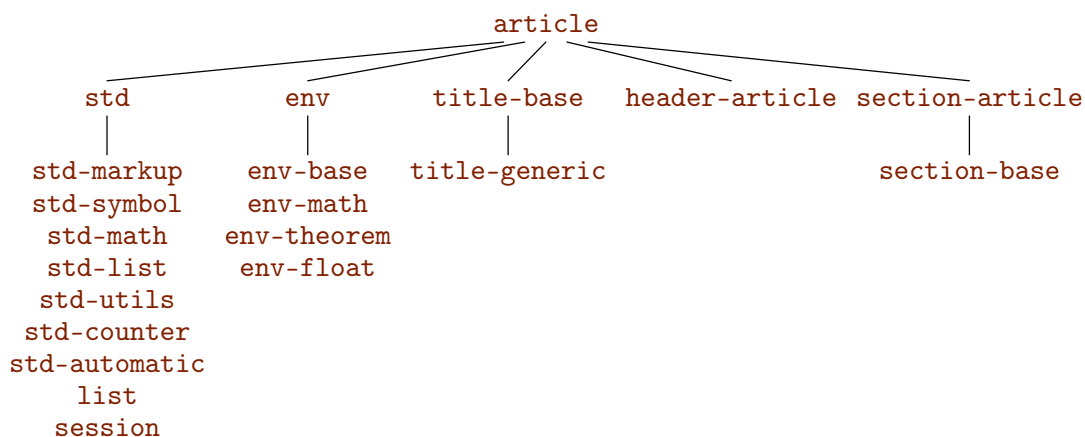 article
std env title-base header-article section-article
std-markup env-base title-generic section-base
std-symbol env-math
std-math env-theorem
std-list env-float
std-utils
std-counter
std-automatic
list
session